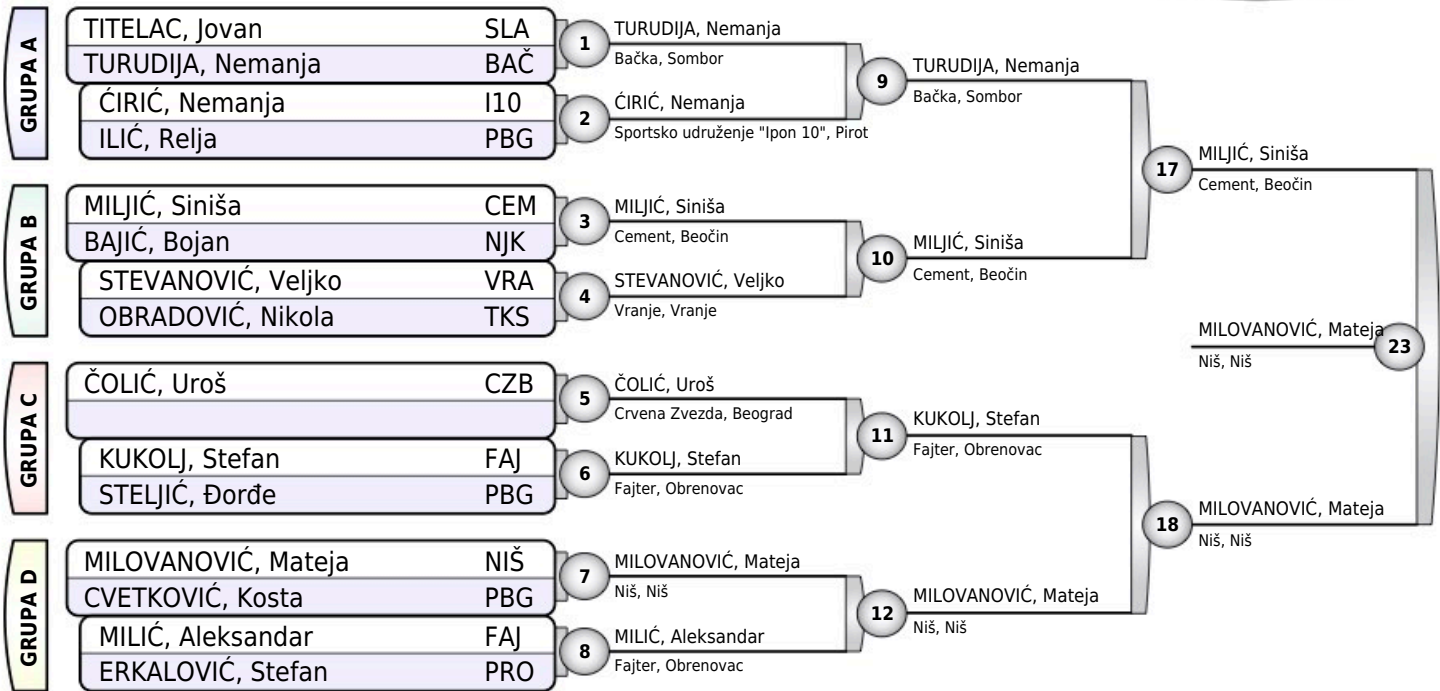 GRUPA A
TITELAC, Jovan SLA
TURUDIJA, Nemanja BAČ
ĆIRIĆ, Nemanja I10
ILIĆ, Relja PBG
GRUPA B
MILJIĆ, Siniša CEM
BAJIĆ, Bojan NJK
STEVANOVIĆ, Veljko VRA
OBRADOVIĆ, Nikola TKS
GRUPA C
ČOLIĆ, Uroš CZB
KUKOLJ, Stefan FAJ
STELJIĆ, Đorđe PBG
GRUPA D
MILOVANOVIĆ, Mateja NIŠ
CVETKOVIĆ, Kosta PBG
MILIĆ, Aleksandar FAJ
ERKALOVIĆ, Stefan PRO
1 TURUDIJA, Nemanja
Bačka, Sombor
2 ĆIRIĆ, Nemanja
Sportsko udruženje "Ipon 10", Pirot
3 MILJIĆ, Siniša
Cement, Beočin
4 STEVANOVIĆ, Veljko
Vranje, Vranje
5 ČOLIĆ, Uroš
Crvena Zvezda, Beograd
6 KUKOLJ, Stefan
Fajter, Obrenovac
7 MILOVANOVIĆ, Mateja
Niš, Niš
8 MILIĆ, Aleksandar
Fajter, Obrenovac
9 TURUDIJA, Nemanja
Bačka, Sombor
10 MILJIĆ, Siniša
Cement, Beočin
11 KUKOLJ, Stefan
Fajter, Obrenovac
12 MILOVANOVIĆ, Mateja
Niš, Niš
17 MILJIĆ, Siniša
Cement, Beočin
18 MILOVANOVIĆ, Mateja
Niš, Niš
MILOVANOVIĆ, Mateja 23
Niš, Niš